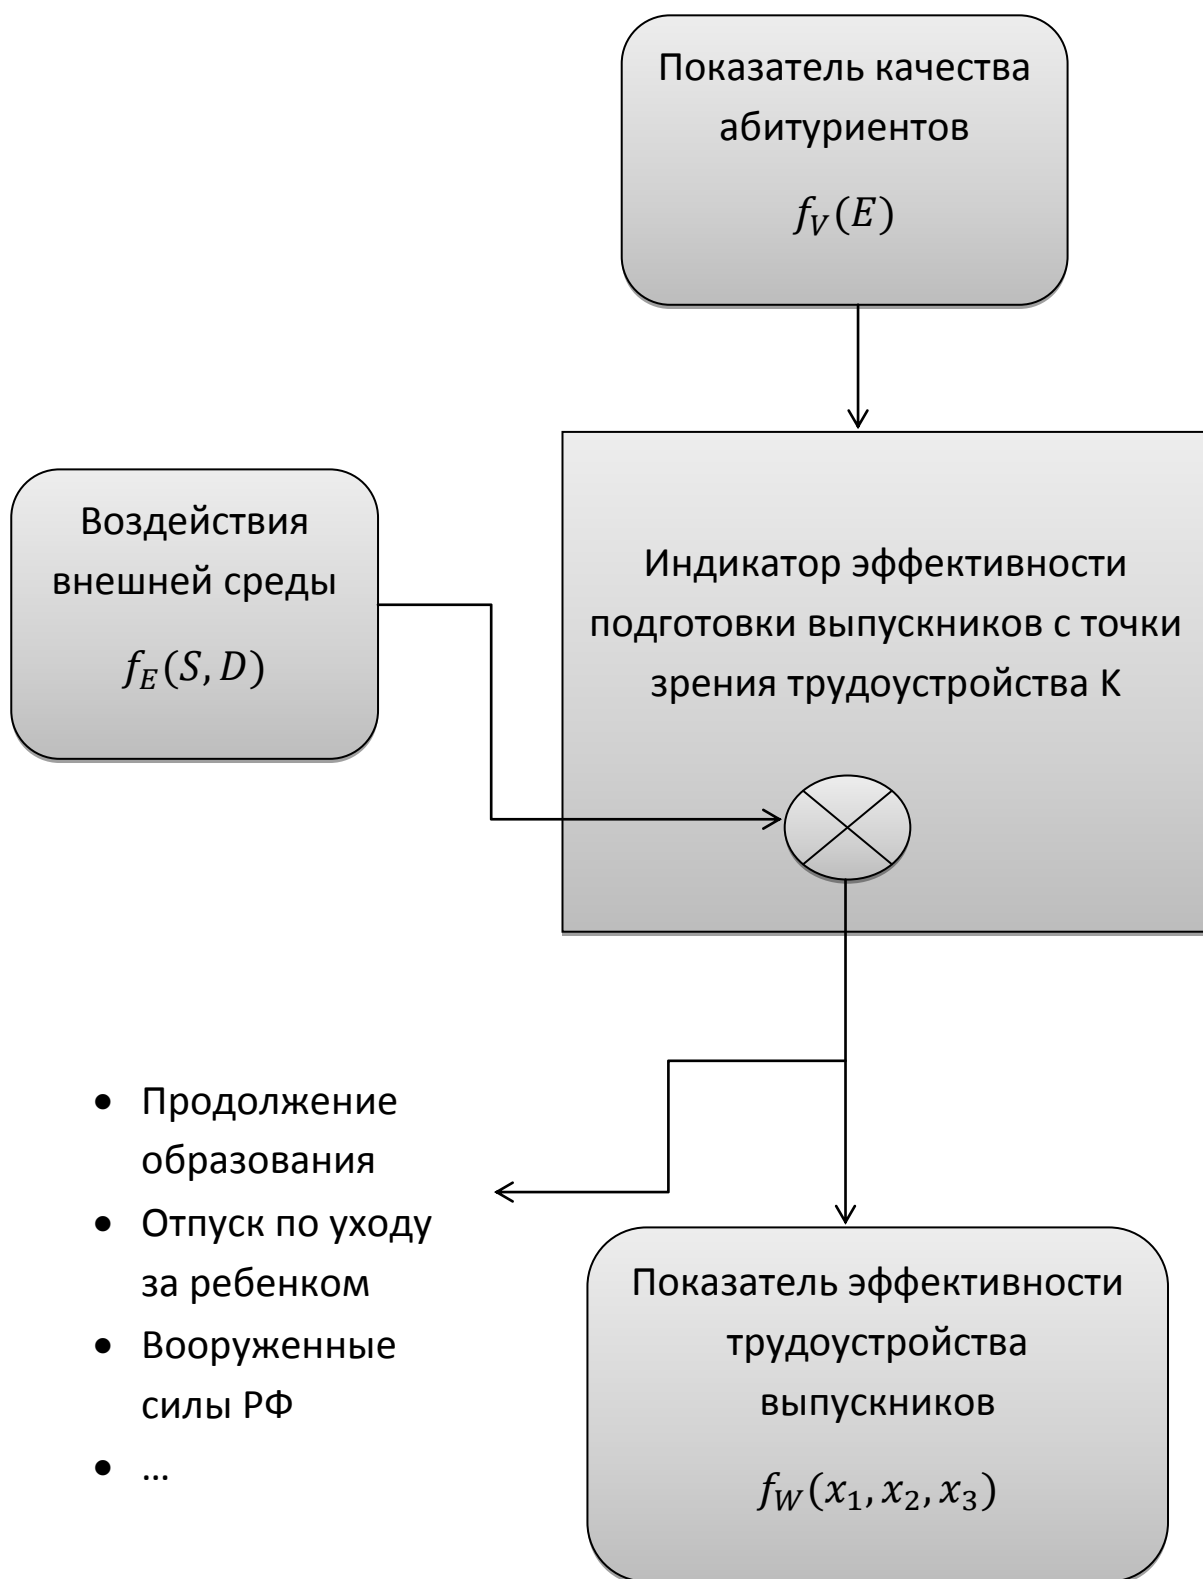 Показатель качества
абитуриентов
f_V(E)
Воздействия
внешней среды
f_E(S, D)
Индикатор эффективности
подготовки выпускников с точки
зрения трудоустройства К
• Продолжение
образования
• Отпуск по уходу
за ребенком
• Вооруженные
силы РФ
• ...
Показатель эффективности
трудоустройства
выпускников
f_W(x_1, x_2, x_3)